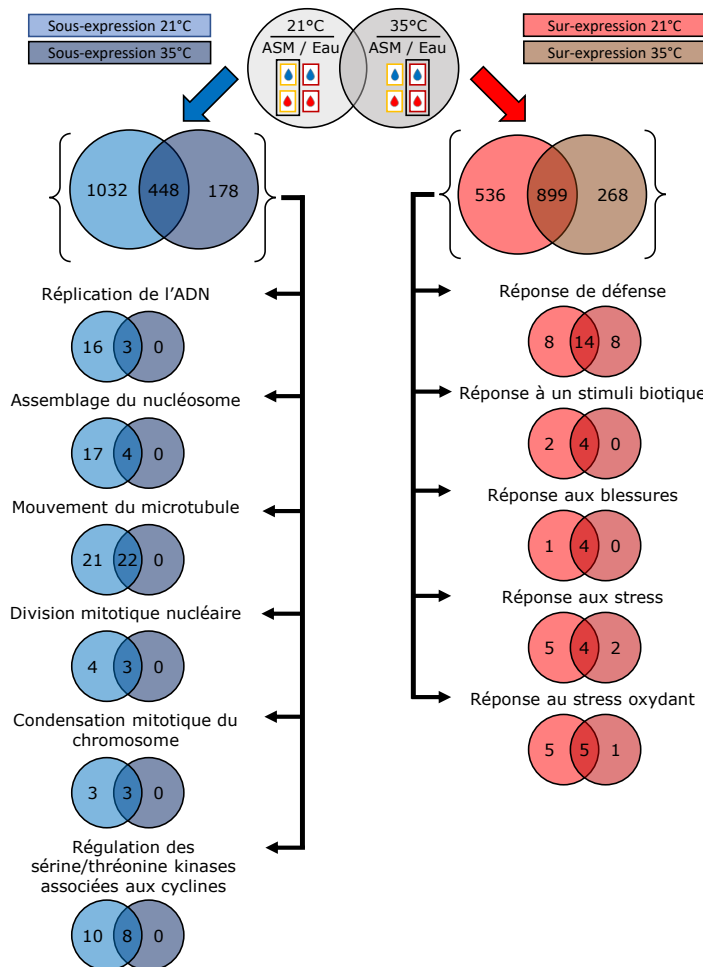 Sous-expression 21°C
Sous-expression 35°C
21°C
ASM / Eau
35°C
ASM / Eau
Sur-expression 21°C
Sur-expression 35°C
1032 448 178
536 899 268
Réplication de l'ADN
16 3 0
Assemblage du nucléosome
17 4 0
Mouvement du microtubule
21 22 0
Division mitotique nucléaire
4 3 0
Condensation mitotique du
chromosome
3 3 0
Régulation des
sérine/thréonine kinases
associées aux cyclines
10 8 0
Réponse de défense
8 14 8
Réponse à un stimuli biotique
2 4 0
Réponse aux blessures
1 4 0
Réponse aux stress
5 4 2
Réponse au stress oxydant
5 5 1